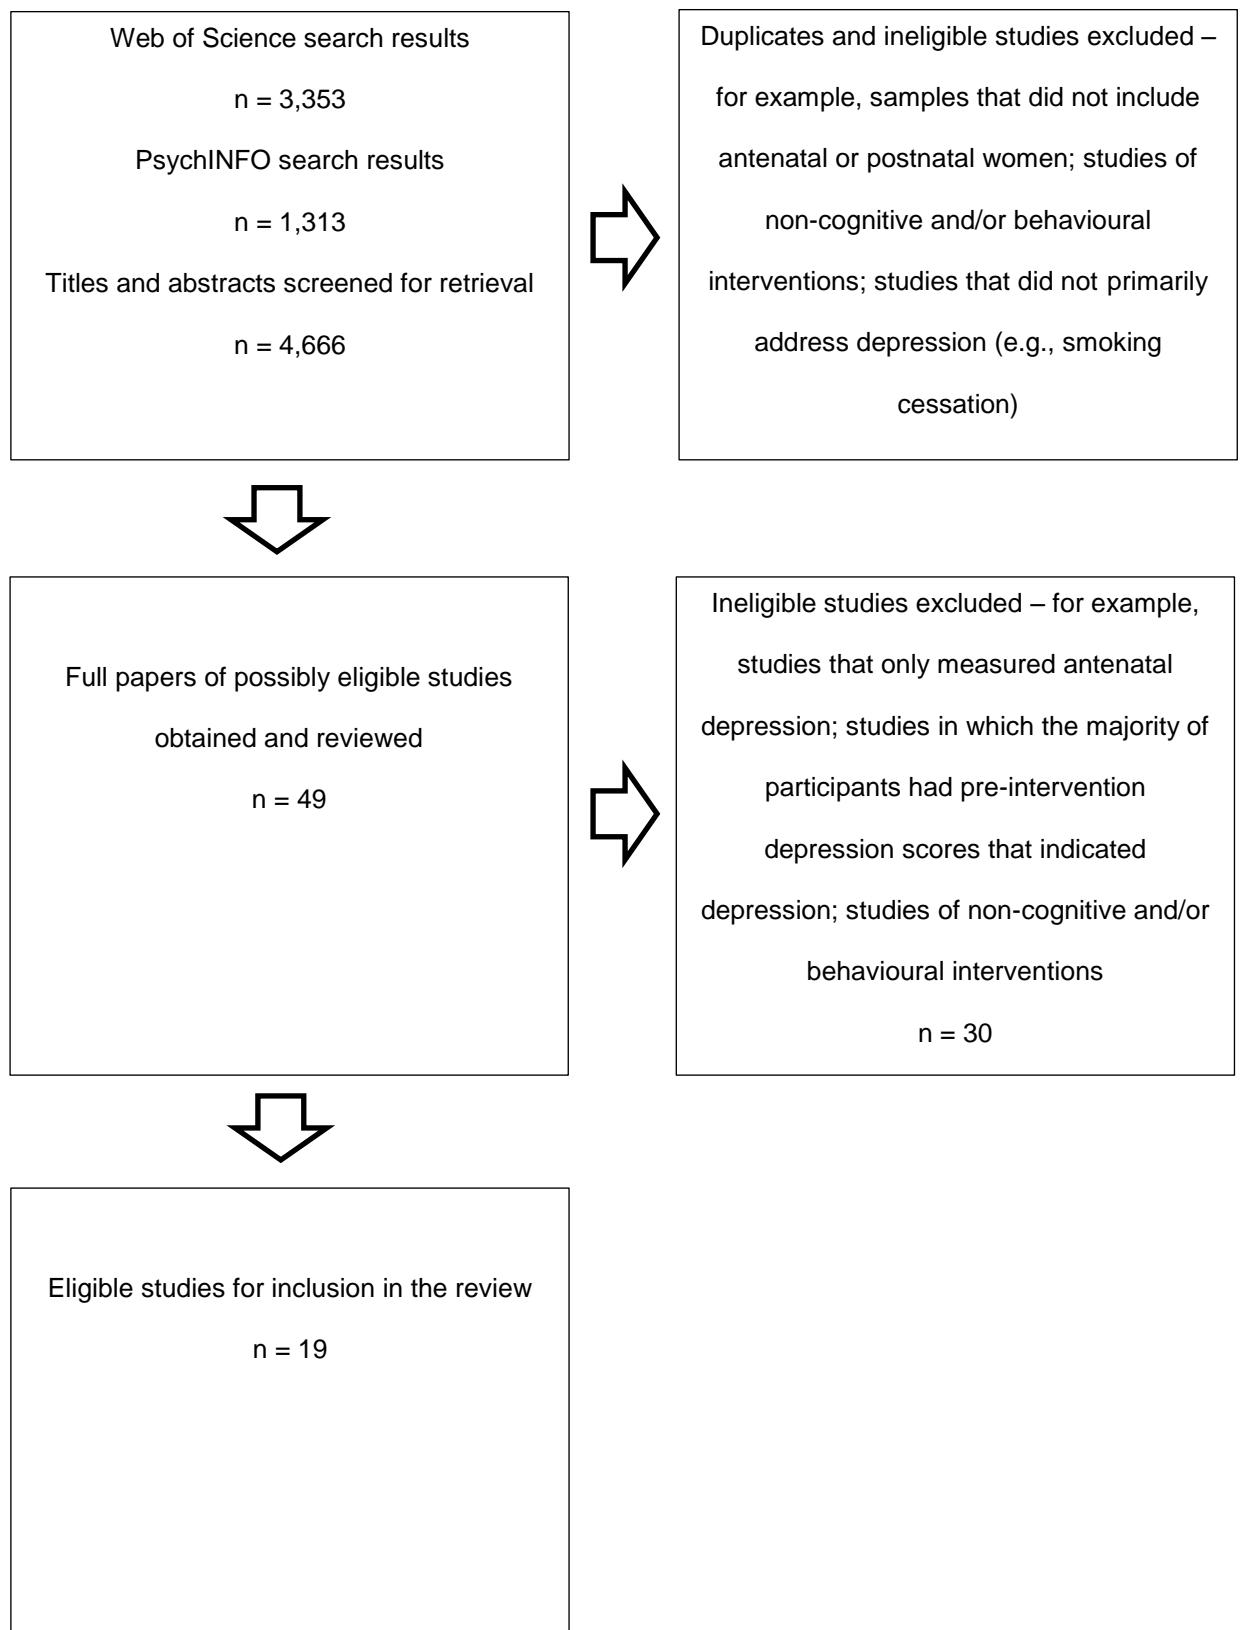 Web of Science search results
n = 3,353
PsychINFO search results
n = 1,313
Titles and abstracts screened for retrieval
n = 4,666
Duplicates and ineligible studies excluded –
for example, samples that did not include
antenatal or postnatal women; studies of
non-cognitive and/or behavioural
interventions; studies that did not primarily
address depression (e.g., smoking
cessation)
Full papers of possibly eligible studies
obtained and reviewed
n = 49
Ineligible studies excluded – for example,
studies that only measured antenatal
depression; studies in which the majority of
participants had pre-intervention
depression scores that indicated
depression; studies of non-cognitive and/or
behavioural interventions
n = 30
Eligible studies for inclusion in the review
n = 19